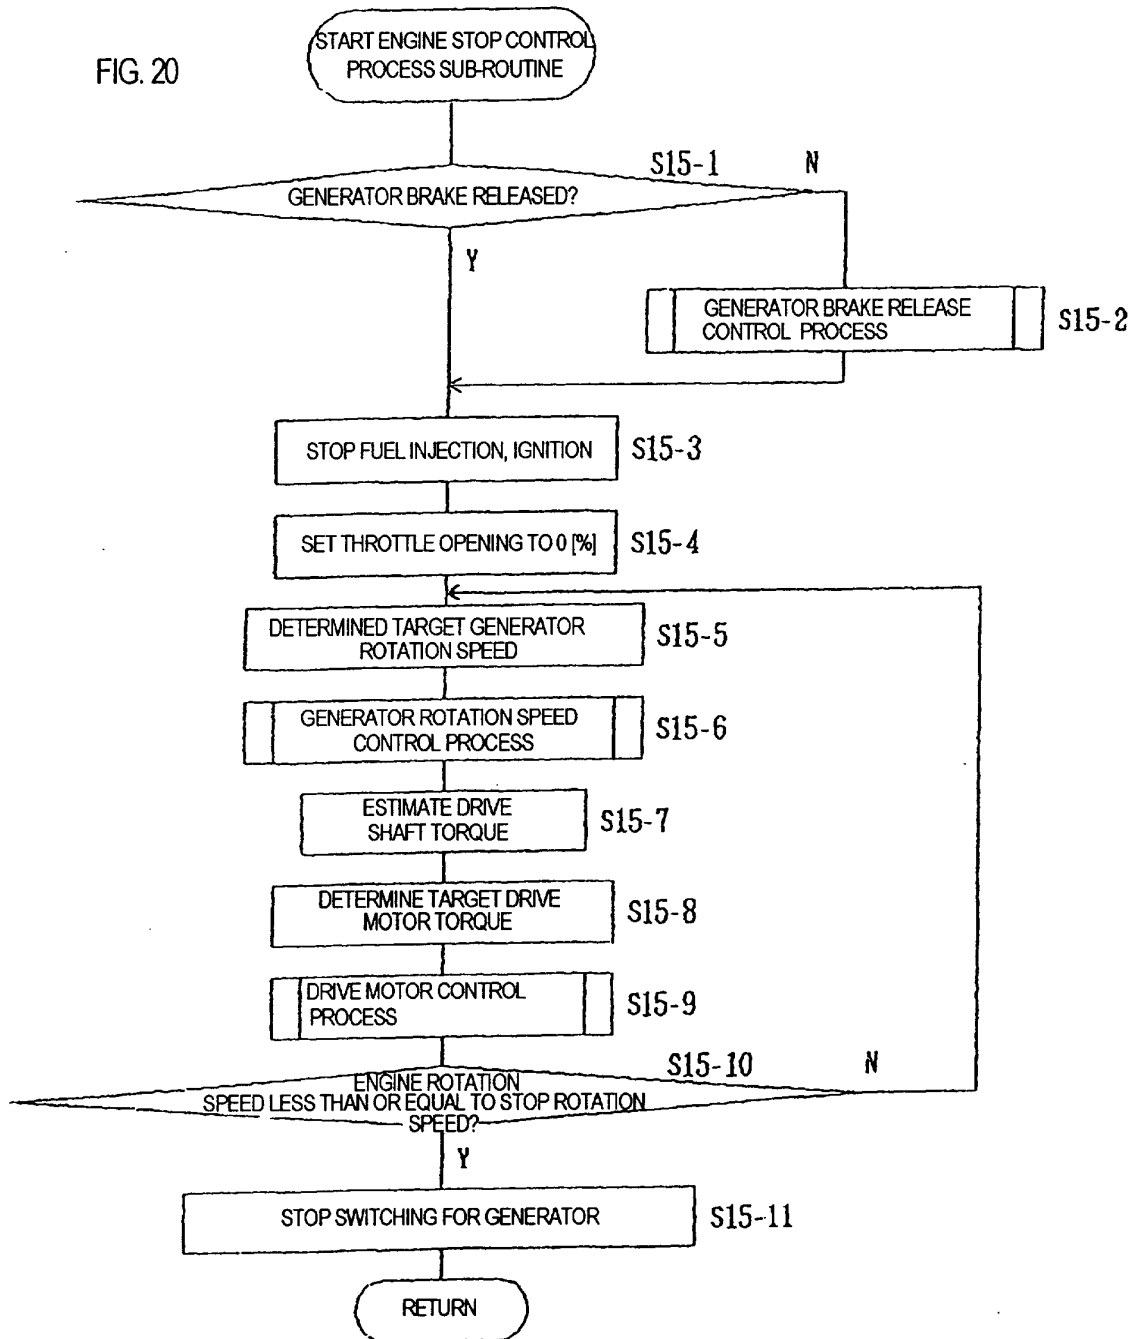 FIG. 20
START ENGINE STOP CONTROL
PROCESS SUB-ROUTINE
S15-1
N
GENERATOR BRAKE RELEASED?
Y
GENERATOR BRAKE RELEASE
CONTROL PROCESS
S15-2
STOP FUEL INJECTION, IGNITION
S15-3
SET THROTTLE OPENING TO 0 [%]
S15-4
DETERMINED TARGET GENERATOR
ROTATION SPEED
S15-5
GENERATOR ROTATION SPEED
CONTROL PROCESS
S15-6
ESTIMATE DRIVE
SHAFT TORQUE
S15-7
DETERMINE TARGET DRIVE
MOTOR TORQUE
S15-8
DRIVE MOTOR CONTROL
PROCESS
S15-9
S15-10
N
ENGINE ROTATION
SPEED LESS THAN OR EQUAL TO STOP ROTATION
SPEED?
Y
STOP SWITCHING FOR GENERATOR
S15-11
RETURN